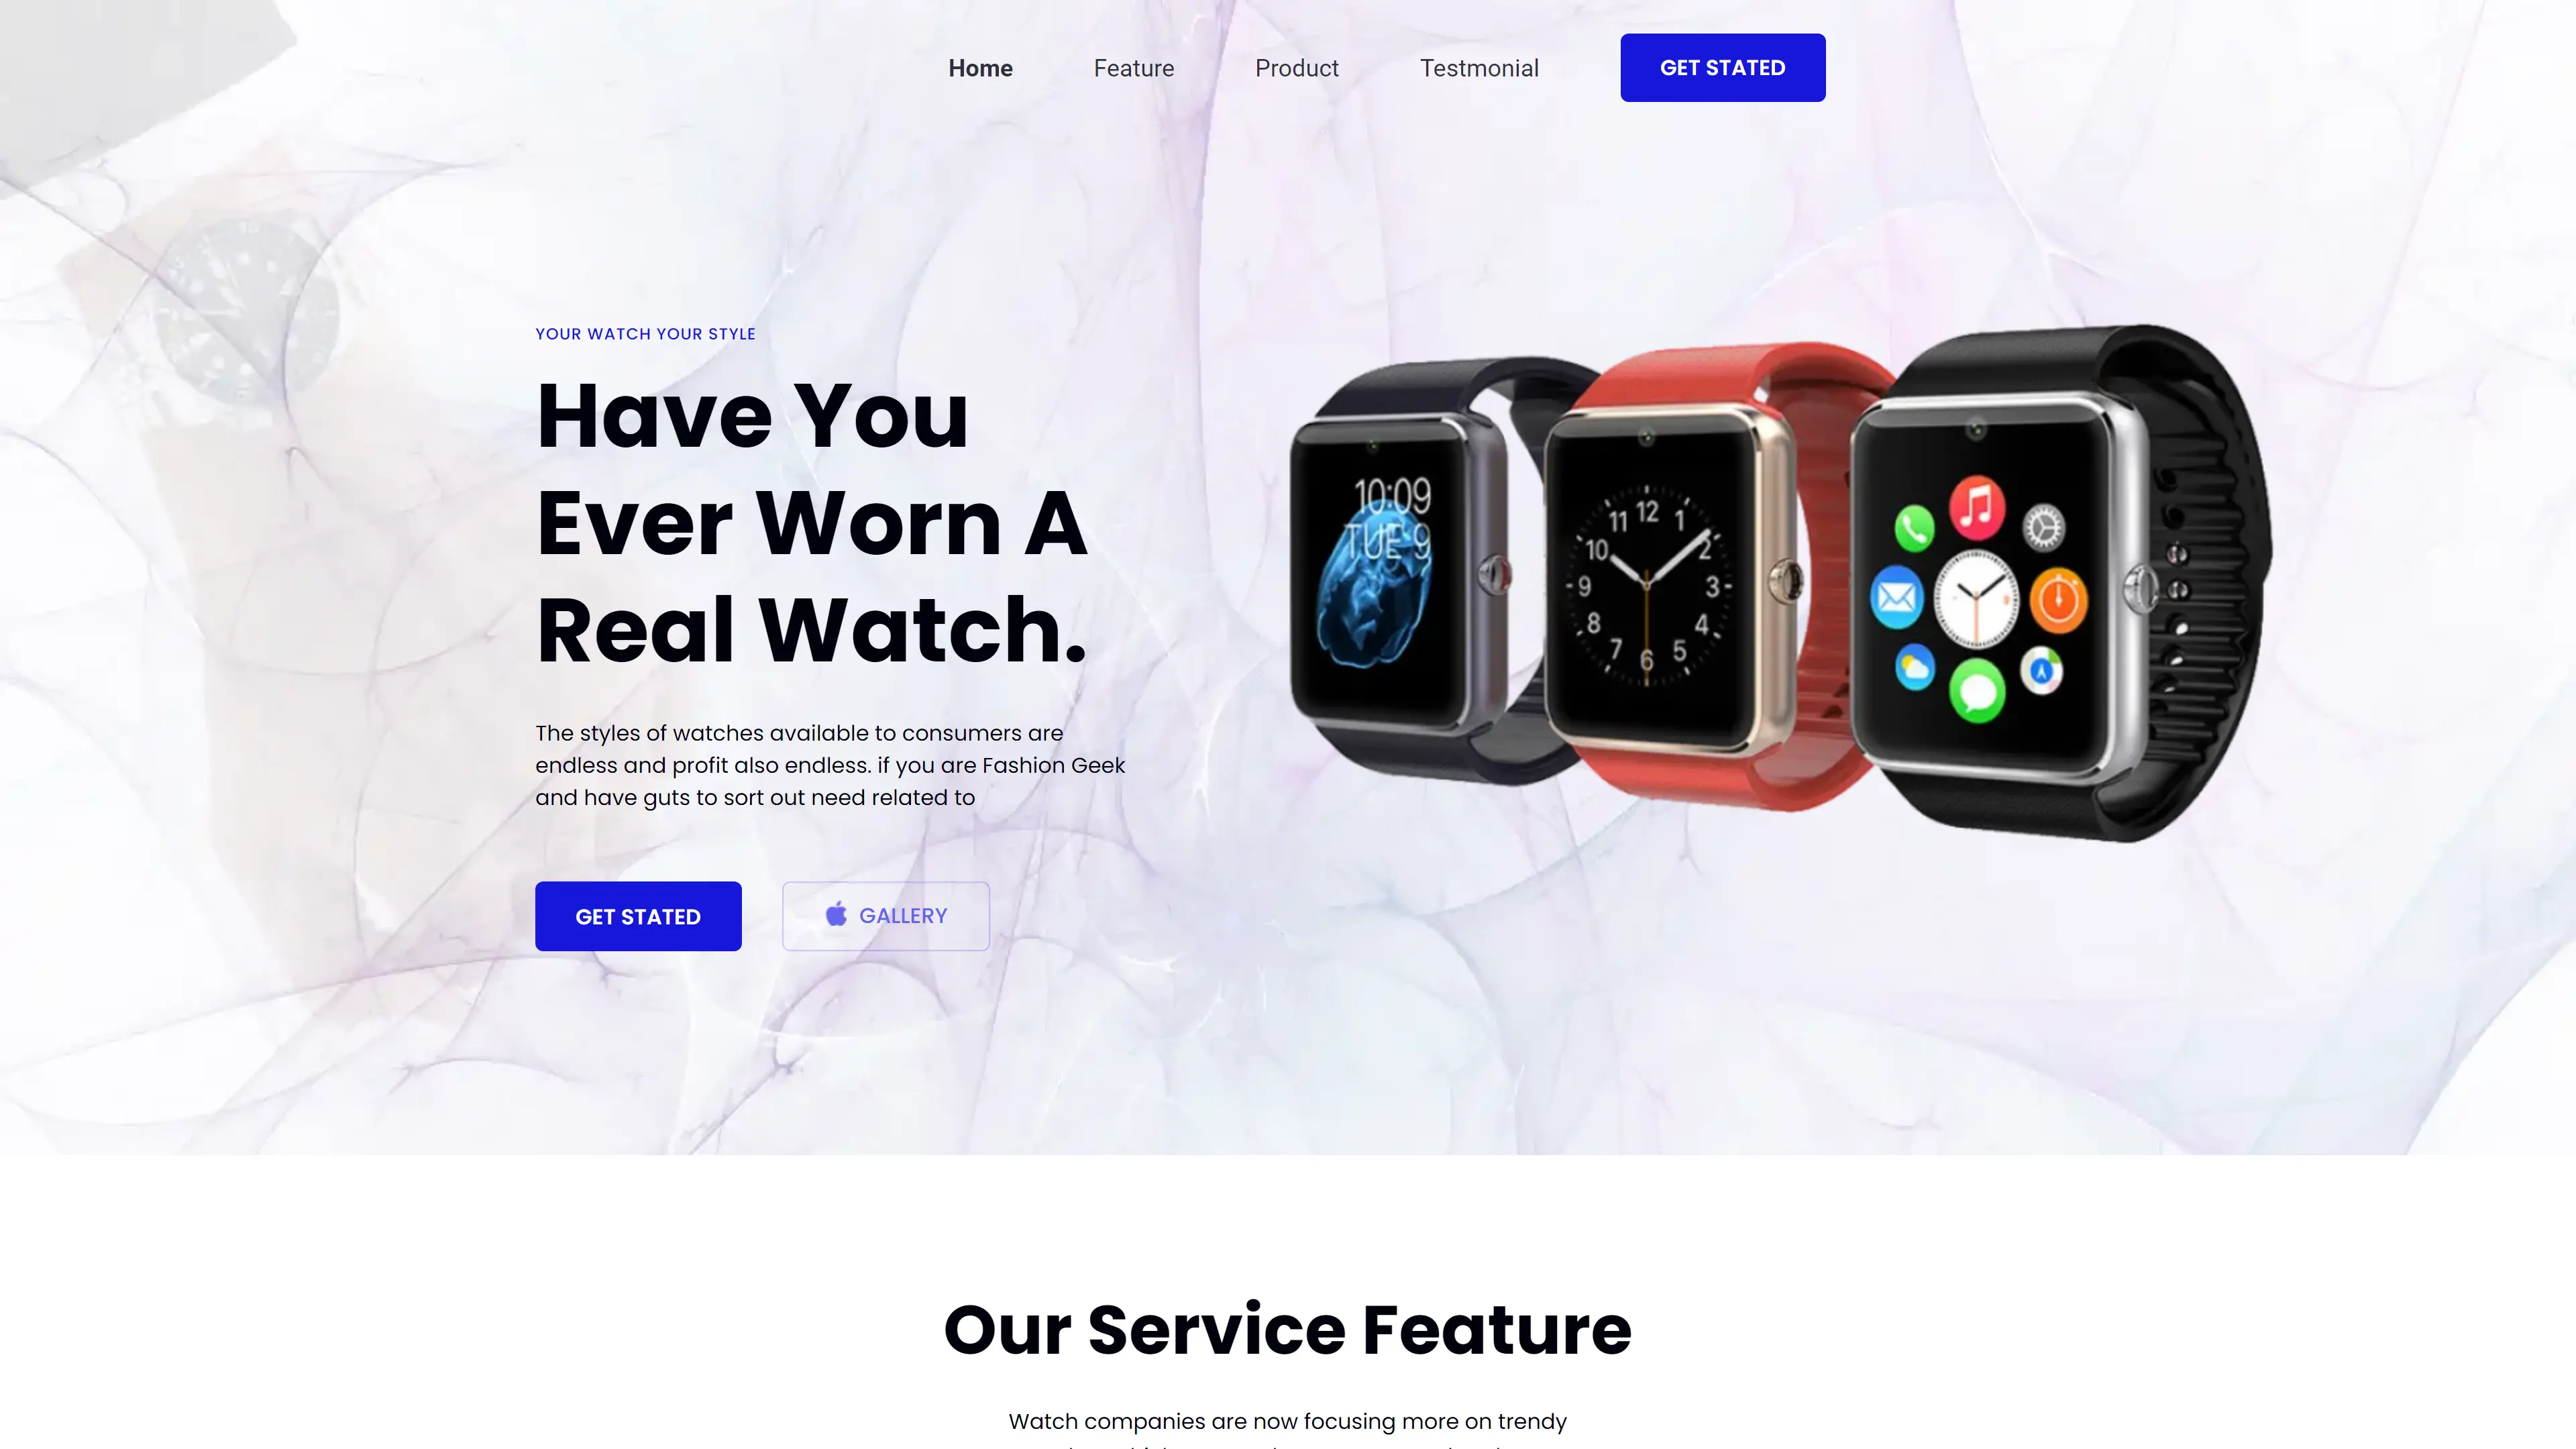 Home Feature Product Testmonial GET STATED
YOUR WATCH YOUR STYLE
Have You
Ever Worn A
Real Watch.
The styles of watches available to consumers are
endless and profit also endless. if you are Fashion Geek
and have guts to sort out need related to
GET STATED GALLERY
10:09
TUE 9
12
11 1
10 2
9 3
8 4
7 5
6
Our Service Feature
Watch companies are now focusing more on trendy